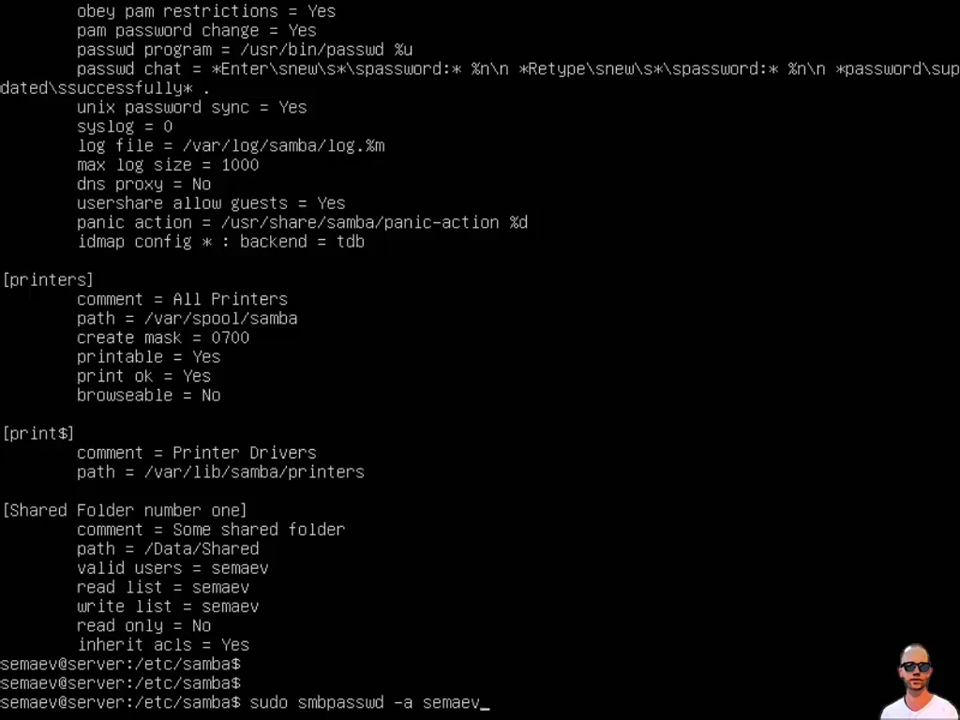 obey pam restrictions = Yes
pam password change = Yes
passwd program = /usr/bin/passwd %u
passwd chat = *Enter\snew\s*\spassword:* %n\n *Retype\snew\s*\spassword:* %n\n *password\sup
dated\ssuccessfully* .
unix password sync = Yes
syslog = 0
log file = /var/log/samba/log.%m
max log size = 1000
dns proxy = No
usershare allow guests = Yes
panic action = /usr/share/samba/panic-action %d
idmap config * : backend = tdb
[printers]
comment = All Printers
path = /var/spool/samba
create mask = 0700
printable = Yes
print ok = Yes
browseable = No
[print$]
comment = Printer Drivers
path = /var/lib/samba/printers
[Shared Folder number one]
comment = Some shared folder
path = /Data/Shared
valid users = semaev
read list = semaev
write list = semaev
read only = No
inherit acls = Yes
semaev@server:/etc/samba$
semaev@server:/etc/samba$
semaev@server:/etc/samba$ sudo smbpasswd -a semaev_